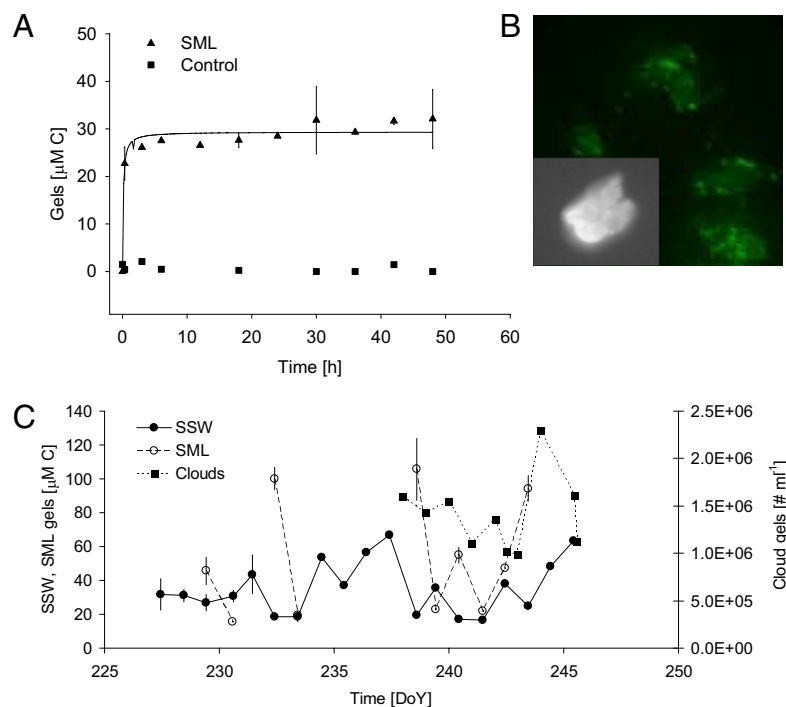 A
B
50
40
30
20
10
0
Gels [μM C]
SML
Control
0 10 20 30 40 50 60
Time [h]
C
140
120
100
80
60
40
20
0
SSW, SML gels [μM C]
SSW
SML
Clouds
2.5E+06
2.0E+06
1.5E+06
1.0E+06
5.0E+05
0.0E+00
Cloud gels [# ml⁻¹]
225 230 235 240 245 250
Time [DoY]